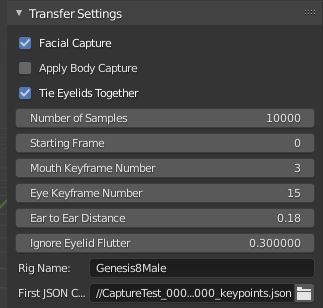 Transfer Settings
Facial Capture
Apply Body Capture
Tie Eyelids Together
Number of Samples 10000
Starting Frame 0
Mouth Keyframe Number 3
Eye Keyframe Number 15
Ear to Ear Distance 0.18
Ignore Eyelid Flutter 0.300000
Rig Name: Genesis8Male
First JSON C... //CaptureTest_000...000_keypoints.json